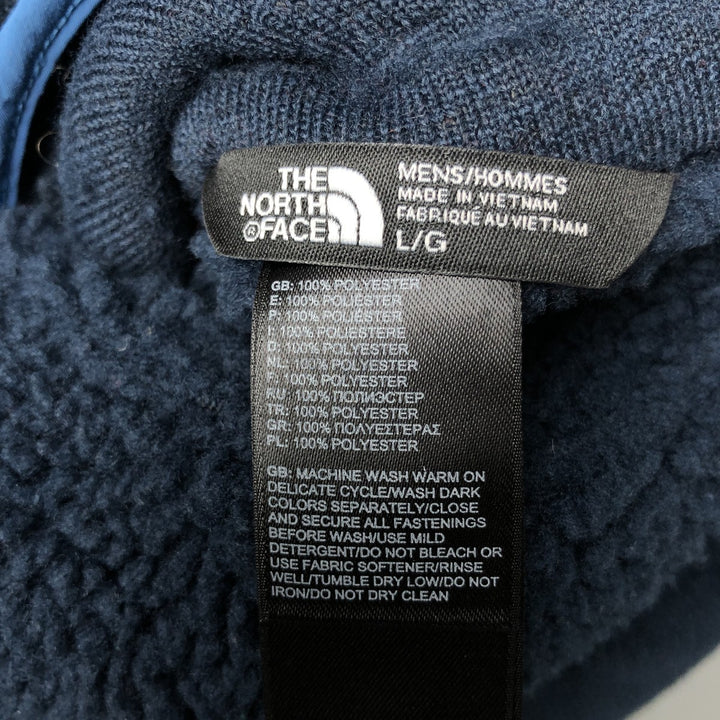 THE
NORTH
®FACE
MENS/HOMMES
MADE IN VIETNAM
FABRIQUE AU VIETNAM
L/G
GB: 100% POLYESTER
E: 100% POLIESTER
P: 100% POLIÉSTER
I: 100% POLIESTERE
D: 100% POLYESTER
NL: 100% POLYESTER
F: 100% POLYESTER
RU: 100% ПОЛИЭСТЕР
TR: 100% POLYESTER
GR: 100% ΠΟΛΥΕΣΤΕΡΑΣ
PL: 100% POLYESTER
GB: MACHINE WASH WARM ON
DELICATE CYCLE/WASH DARK
COLORS SEPARATELY/CLOSE
AND SECURE ALL FASTENINGS
BEFORE WASH/USE MILD
DETERGENT/DO NOT BLEACH OR
USE FABRIC SOFTENER/RINSE
WELL/TUMBLE DRY LOW/DO NOT
IRON/DO NOT DRY CLEAN